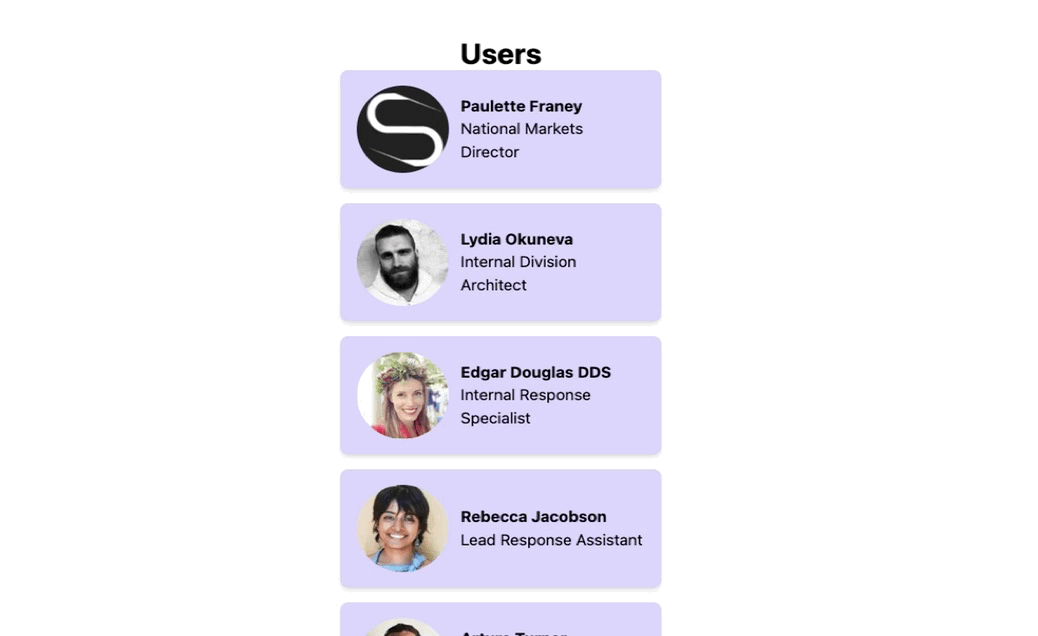 Users
Paulette Franey
National Markets
Director
Lydia Okuneva
Internal Division
Architect
Edgar Douglas DDS
Internal Response
Specialist
Rebecca Jacobson
Lead Response Assistant